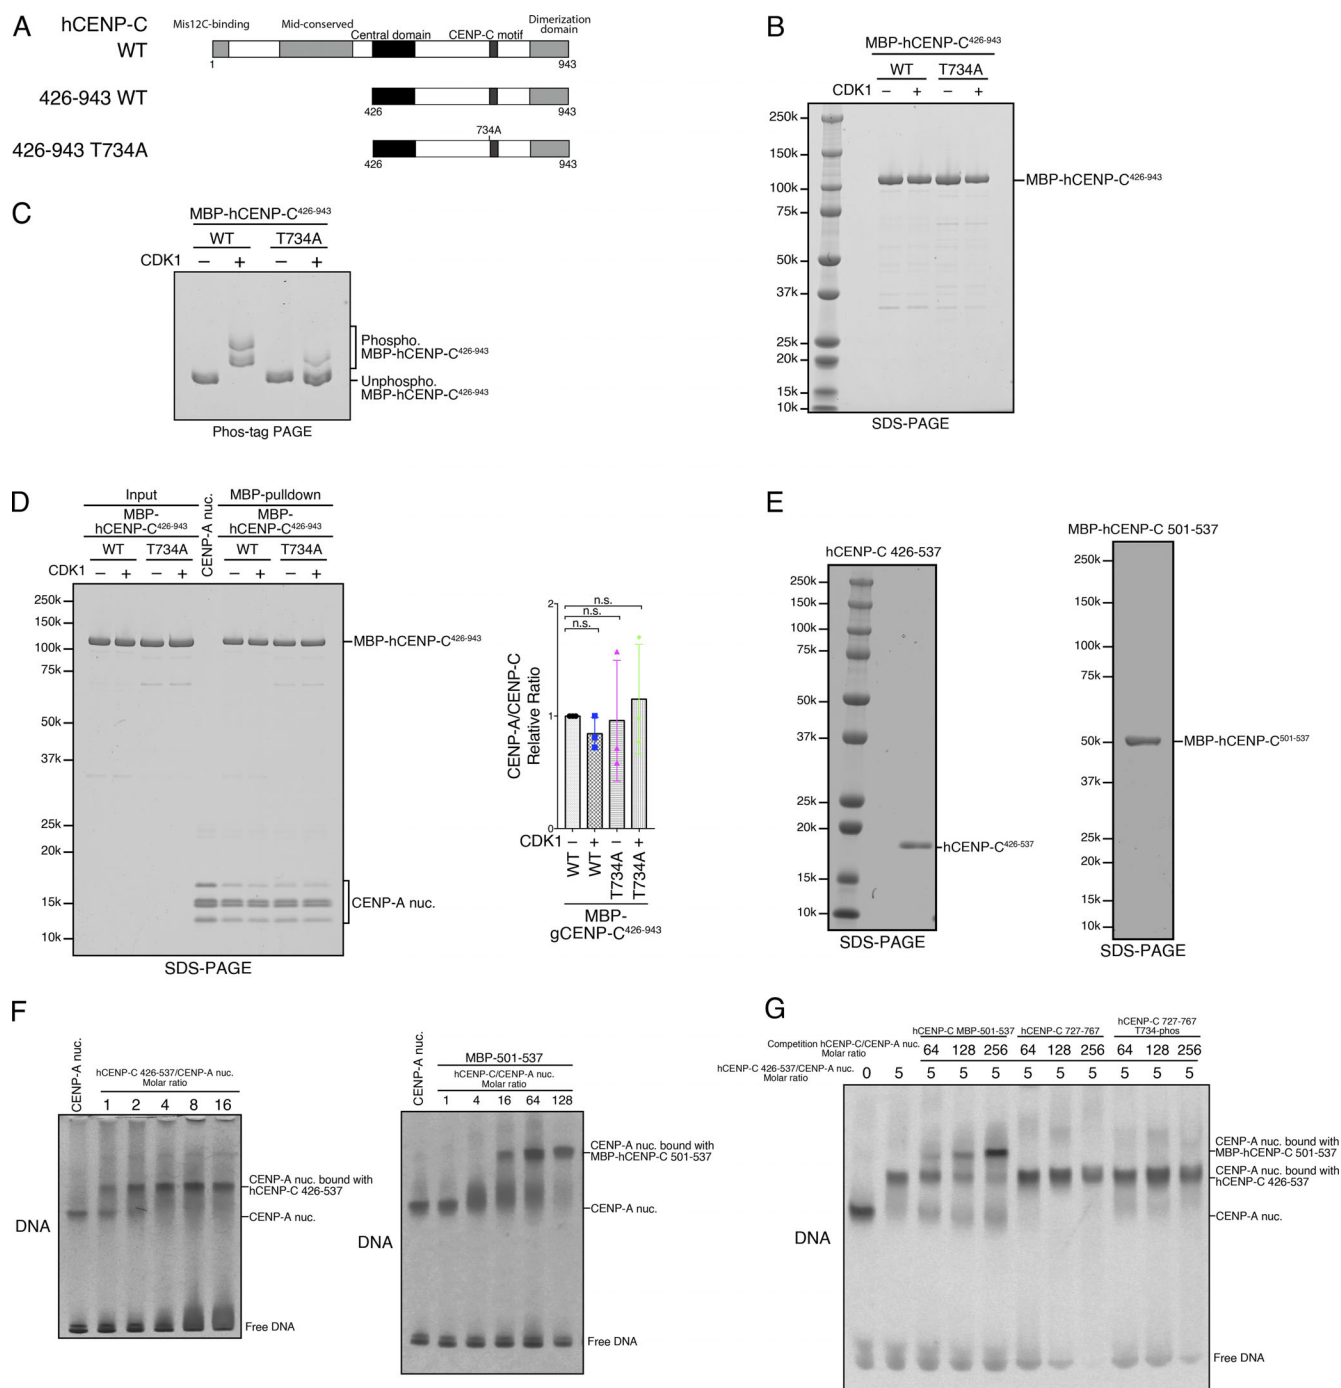 A
hCENP-C
WT
Mis12C-binding
Mid-conserved
Central domain
CENP-C motif
Dimerization
domain
1
943
426-943 WT
426
943
426-943 T734A
734A
426
943
B
MBP-hCENP-C426-943
WT T734A
CDK1 – + – +
250k
150k
100k
75k
50k
37k
25k
20k
15k
10k
MBP-hCENP-C426-943
SDS-PAGE
C
MBP-hCENP-C426-943
WT T734A
CDK1 – + – +
Phospho.
MBP-hCENP-C426-943
Unphospho.
MBP-hCENP-C426-943
Phos-tag PAGE
D
Input
MBP-
hCENP-C426-943
WT T734A
CENP-A nuc.
MBP-pulldown
MBP-
hCENP-C426-943
WT T734A
CDK1 – + – + – + – +
250k
150k
100k
75k
50k
37k
25k
20k
15k
10k
MBP-hCENP-C426-943
CENP-A nuc.
SDS-PAGE
CENP-A/CENP-C
Relative Ratio
2
1
0
n.s.
n.s.
n.s.
CDK1 – + – +
WT WT T734A T734A
MBP-
gCENP-C426-943
E
hCENP-C 426-537
250k
150k
100k
75k
50k
37k
25k
20k
15k
10k
hCENP-C426-537
SDS-PAGE
MBP-hCENP-C 501-537
250k
150k
100k
75k
50k
37k
25k
20k
15k
10k
MBP-hCENP-C501-537
SDS-PAGE
F
CENP-A nuc.
hCENP-C 426-537/CENP-A nuc.
Molar ratio
1 2 4 8 16
CENP-A nuc. bound with
hCENP-C 426-537
CENP-A nuc.
DNA
Free DNA
CENP-A nuc.
MBP-501-537
hCENP-C/CENP-A nuc.
Molar ratio
1 4 16 64 128
CENP-A nuc. bound with
MBP-hCENP-C 501-537
CENP-A nuc.
DNA
Free DNA
G
hCENP-C MBP-501-537
hCENP-C 727-767
hCENP-C 727-767
T734-phos
Competition hCENP-C/CENP-A nuc.
Molar ratio
64 128 256 64 128 256 64 128 256
hCENP-C 426-537/CENP-A nuc.
Molar ratio
0 5 5 5 5 5 5 5 5 5 5
CENP-A nuc. bound with
MBP-hCENP-C 501-537
CENP-A nuc. bound with
hCENP-C 426-537
CENP-A nuc.
DNA
Free DNA